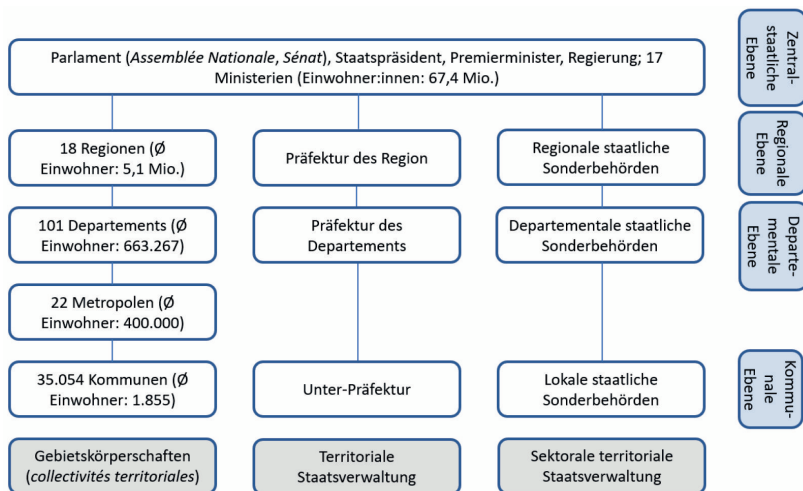 Parlament (Assemblée Nationale, Sénat), Staatspräsident, Premierminister, Regierung; 17
Ministerien (Einwohner:innen: 67,4 Mio.)
Zentral-
staatliche
Ebene
18 Regionen (Ø
Einwohner: 5,1 Mio.)
Präfektur des Region
Regionale staatliche
Sonderbehörden
Regionale
Ebene
101 Departements (Ø
Einwohner: 663.267)
Präfektur des
Departements
Departementale staatliche
Sonderbehörden
Departe-
mentale
Ebene
22 Metropolen (Ø
Einwohner: 400.000)
35.054 Kommunen (Ø
Einwohner: 1.855)
Unter-Präfektur
Lokale staatliche
Sonderbehörden
Kommu-
nale
Ebene
Gebietskörperschaften
(collectivités territoriales)
Territoriale
Staatsverwaltung
Sektorale territoriale
Staatsverwaltung